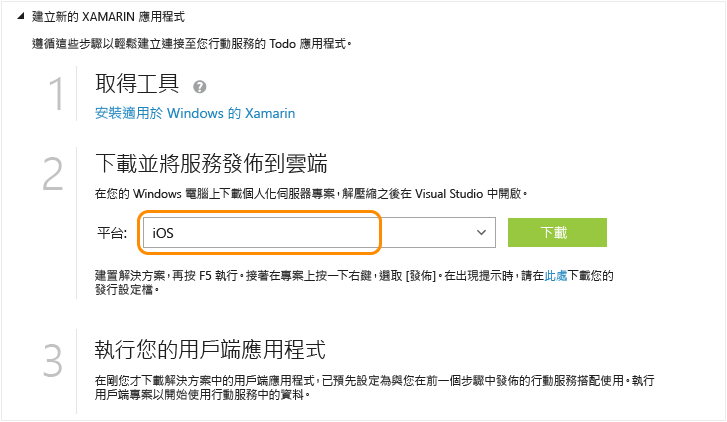 建立新的 XAMARIN 應用程式
遵循這些步驟以輕鬆建立連接至您行動服務的 Todo 應用程式。
1 取得工具 ?
安裝適用於 Windows 的 Xamarin
2 下載並將服務發佈到雲端
在您的 Windows 電腦上下載個人化伺服器專案，解壓縮之後在 Visual Studio 中開啟。
平台: iOS 下載
建置解決方案，再按 F5 執行。接著在專案上按一下右鍵，選取 [發佈]。在出現提示時，請在此處下載您的
發行設定檔。
3 執行您的用戶端應用程式
在剛您才下載解決方案中的用戶端應用程式，已預先設定為與您在前一個步驟中發佈的行動服務搭配使用。執行
用戶端專案以開始使用行動服務中的資料。